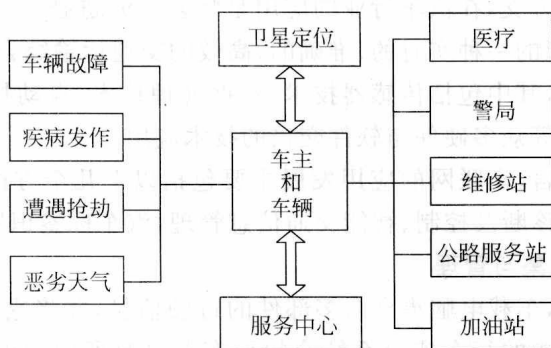 卫星定位
医疗
车辆故障
警局
疾病发作
车主
和
车辆
维修站
遭遇抢劫
公路服务站
恶劣天气
服务中心
加油站